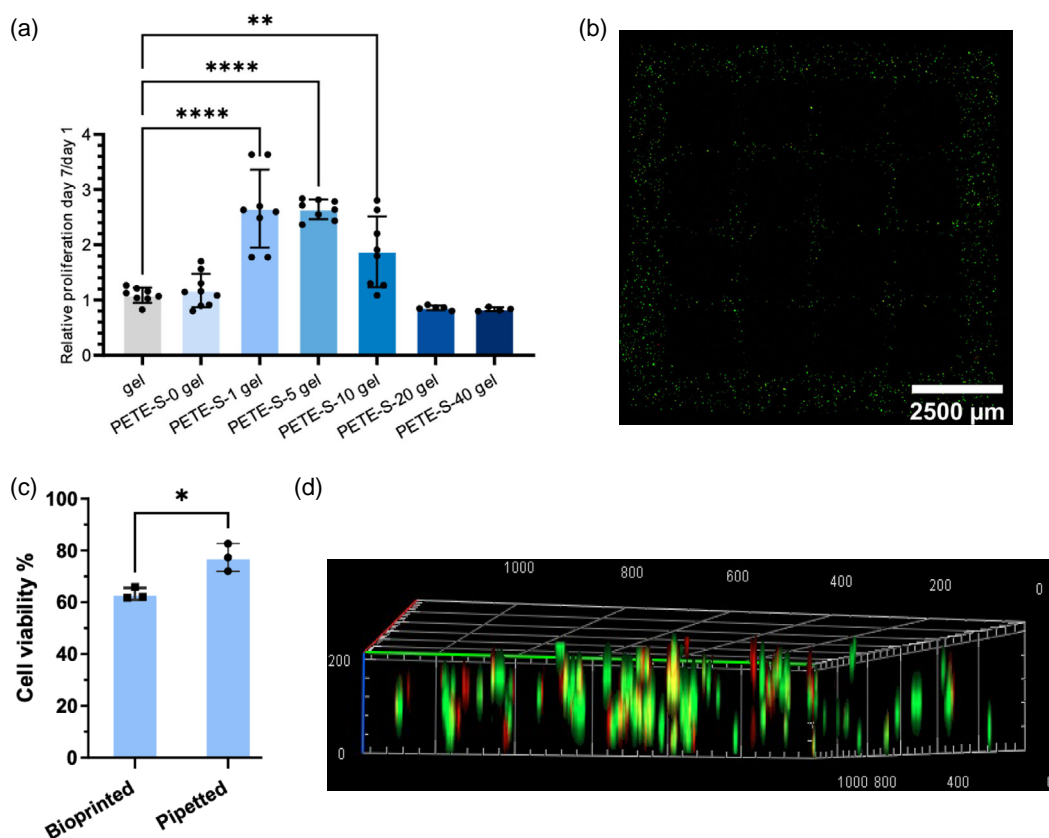 (a)
**
****
****
Relative proliferation day 7/day 1
4
3
2
1
0
gel
PETE-S-0 gel
PETE-S-1 gel
PETE-S-5 gel
PETE-S-10 gel
PETE-S-20 gel
PETE-S-40 gel
(b)
2500 µm
(c)
*
Cell viability %
100
80
60
40
20
0
Bioprinted
Pipetted
(d)
1000 800 600 400 200 0
200
0
1000 800 400